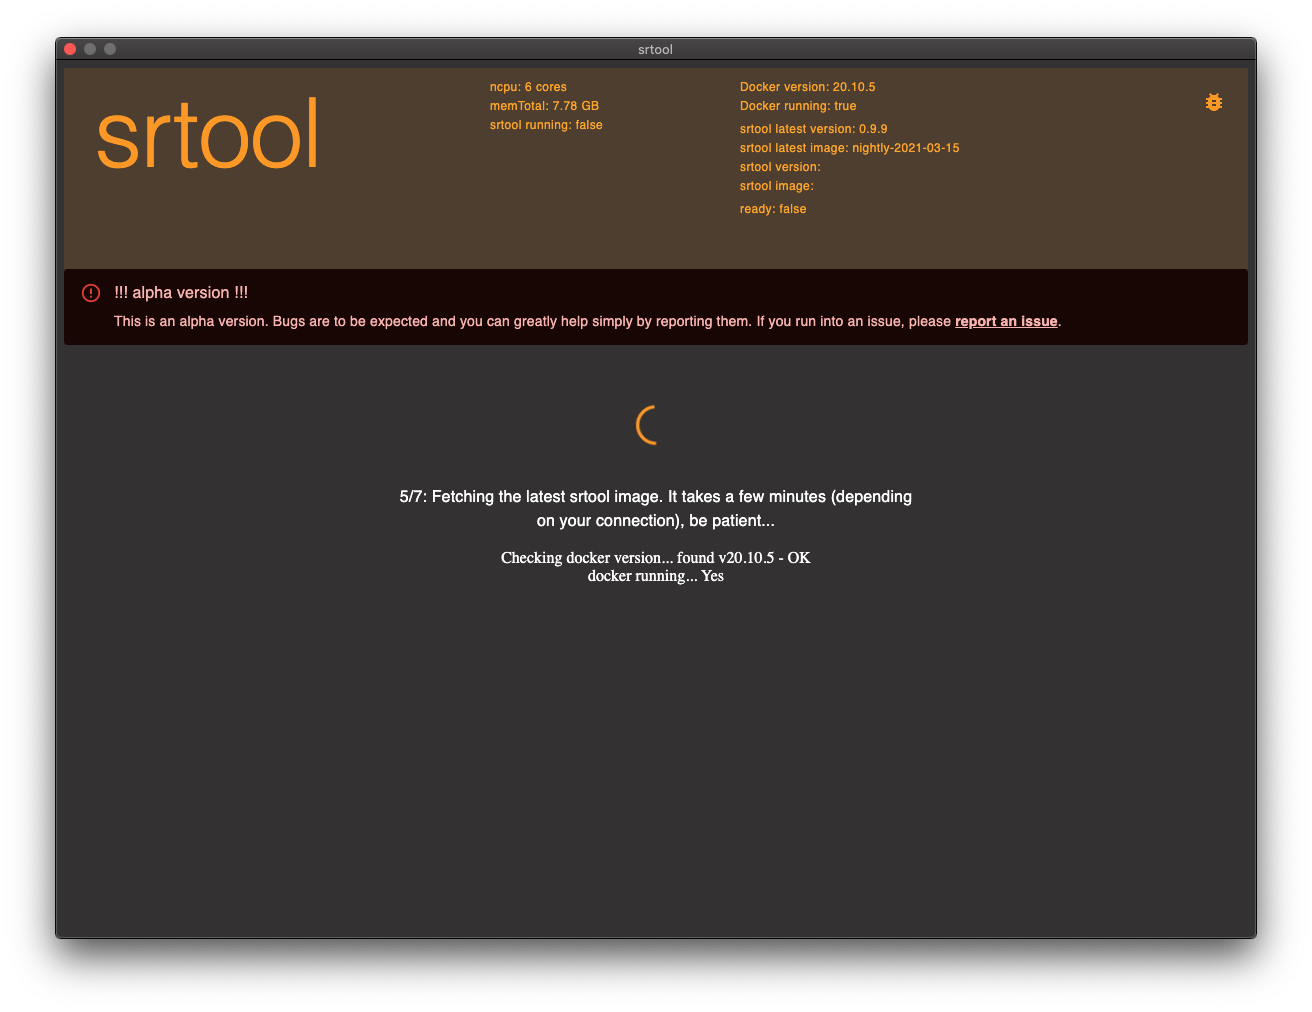 srtool
srtool
ncpu: 6 cores
memTotal: 7.78 GB
srtool running: false
Docker version: 20.10.5
Docker running: true
srtool latest version: 0.9.9
srtool latest image: nightly-2021-03-15
srtool version:
srtool image:
ready: false
!!! alpha version !!!
This is an alpha version. Bugs are to be expected and you can greatly help simply by reporting them. If you run into an issue, please report an issue.
5/7: Fetching the latest srtool image. It takes a few minutes (depending
on your connection), be patient...
Checking docker version... found v20.10.5 - OK
docker running... Yes